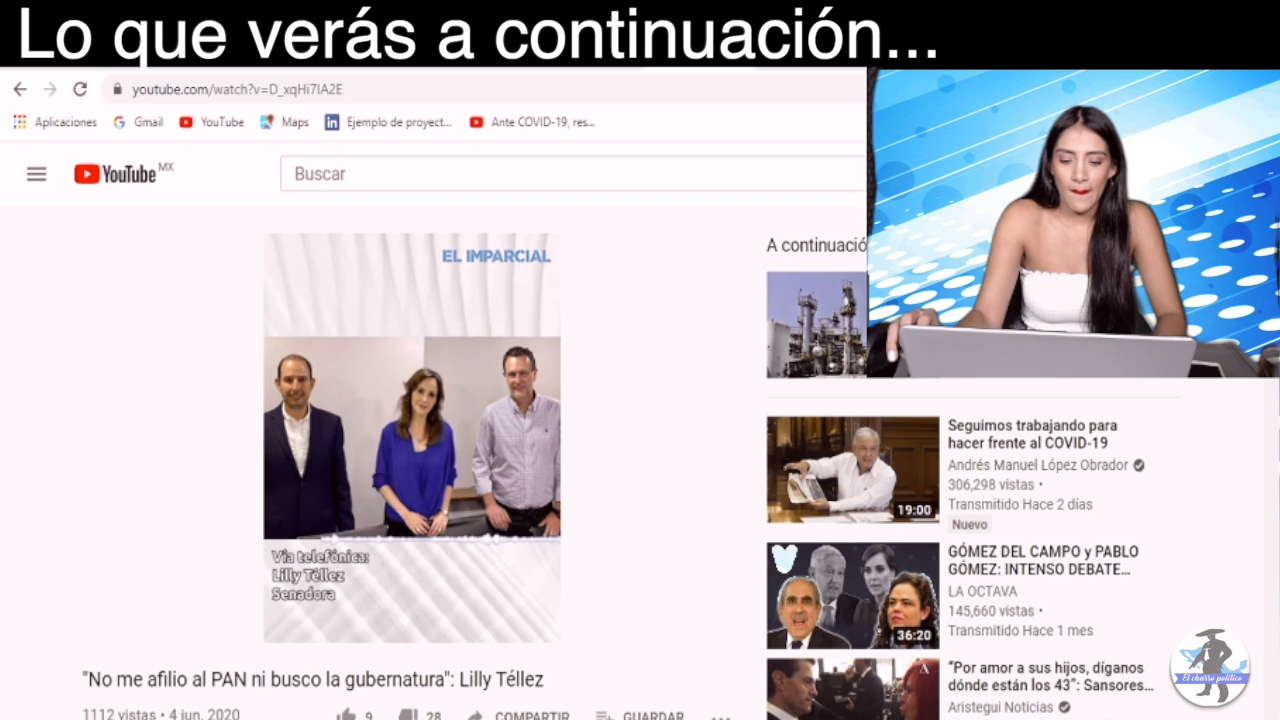 Lo que verás a continuación...
youtube.com/watch?v=D_xqHi7IA2E
Aplicaciones
Gmail
YouTube
Maps
Ejemplo de proyect...
Ante COVID-19, res...
YouTube MX
Buscar
EL IMPARCIAL
Vía telefónica:
Lilly Téllez
Senadora
"No me afilio al PAN ni busco la gubernatura": Lilly Téllez
1112 vistas • 4 jun. 2020
9
28
COMPARTIR
GUARDAR
A continuació
19:00
Seguimos trabajando para
hacer frente al COVID-19
Andrés Manuel López Obrador
306,298 vistas •
Transmitido Hace 2 días
Nuevo
36:20
GÓMEZ DEL CAMPO y PABLO
GÓMEZ: INTENSO DEBATE...
LA OCTAVA
145,660 vistas •
Transmitido Hace 1 mes
"Por amor a sus hijos, díganos
dónde están los 43": Sansores...
Aristegui Noticias
El charro político